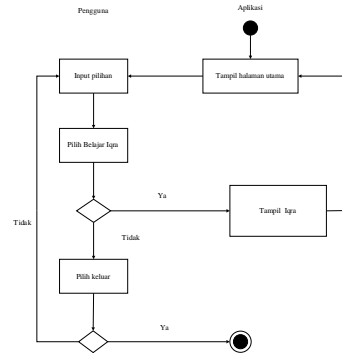 Pengguna
Aplikasi
Input pilihan
Tampil halaman utama
Pilih Belajar Iqra
Ya
Tampil Iqra
Tidak
Tidak
Pilih keluar
Ya